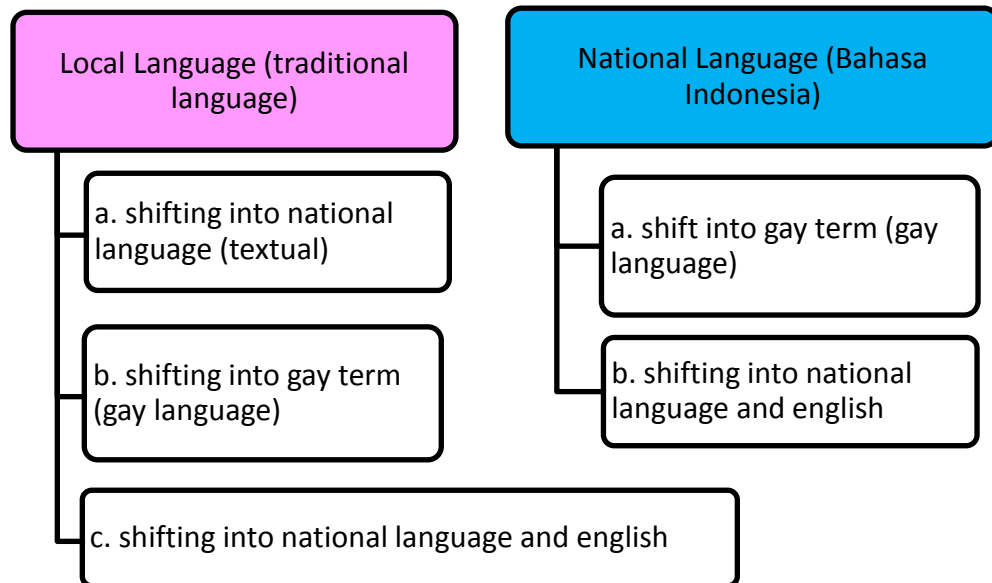 Local Language (traditional
language)
a. shifting into national
language (textual)
b. shifting into gay term
(gay language)
c. shifting into national language and english
National Language (Bahasa
Indonesia)
a. shift into gay term (gay
language)
b. shifting into national
language and english